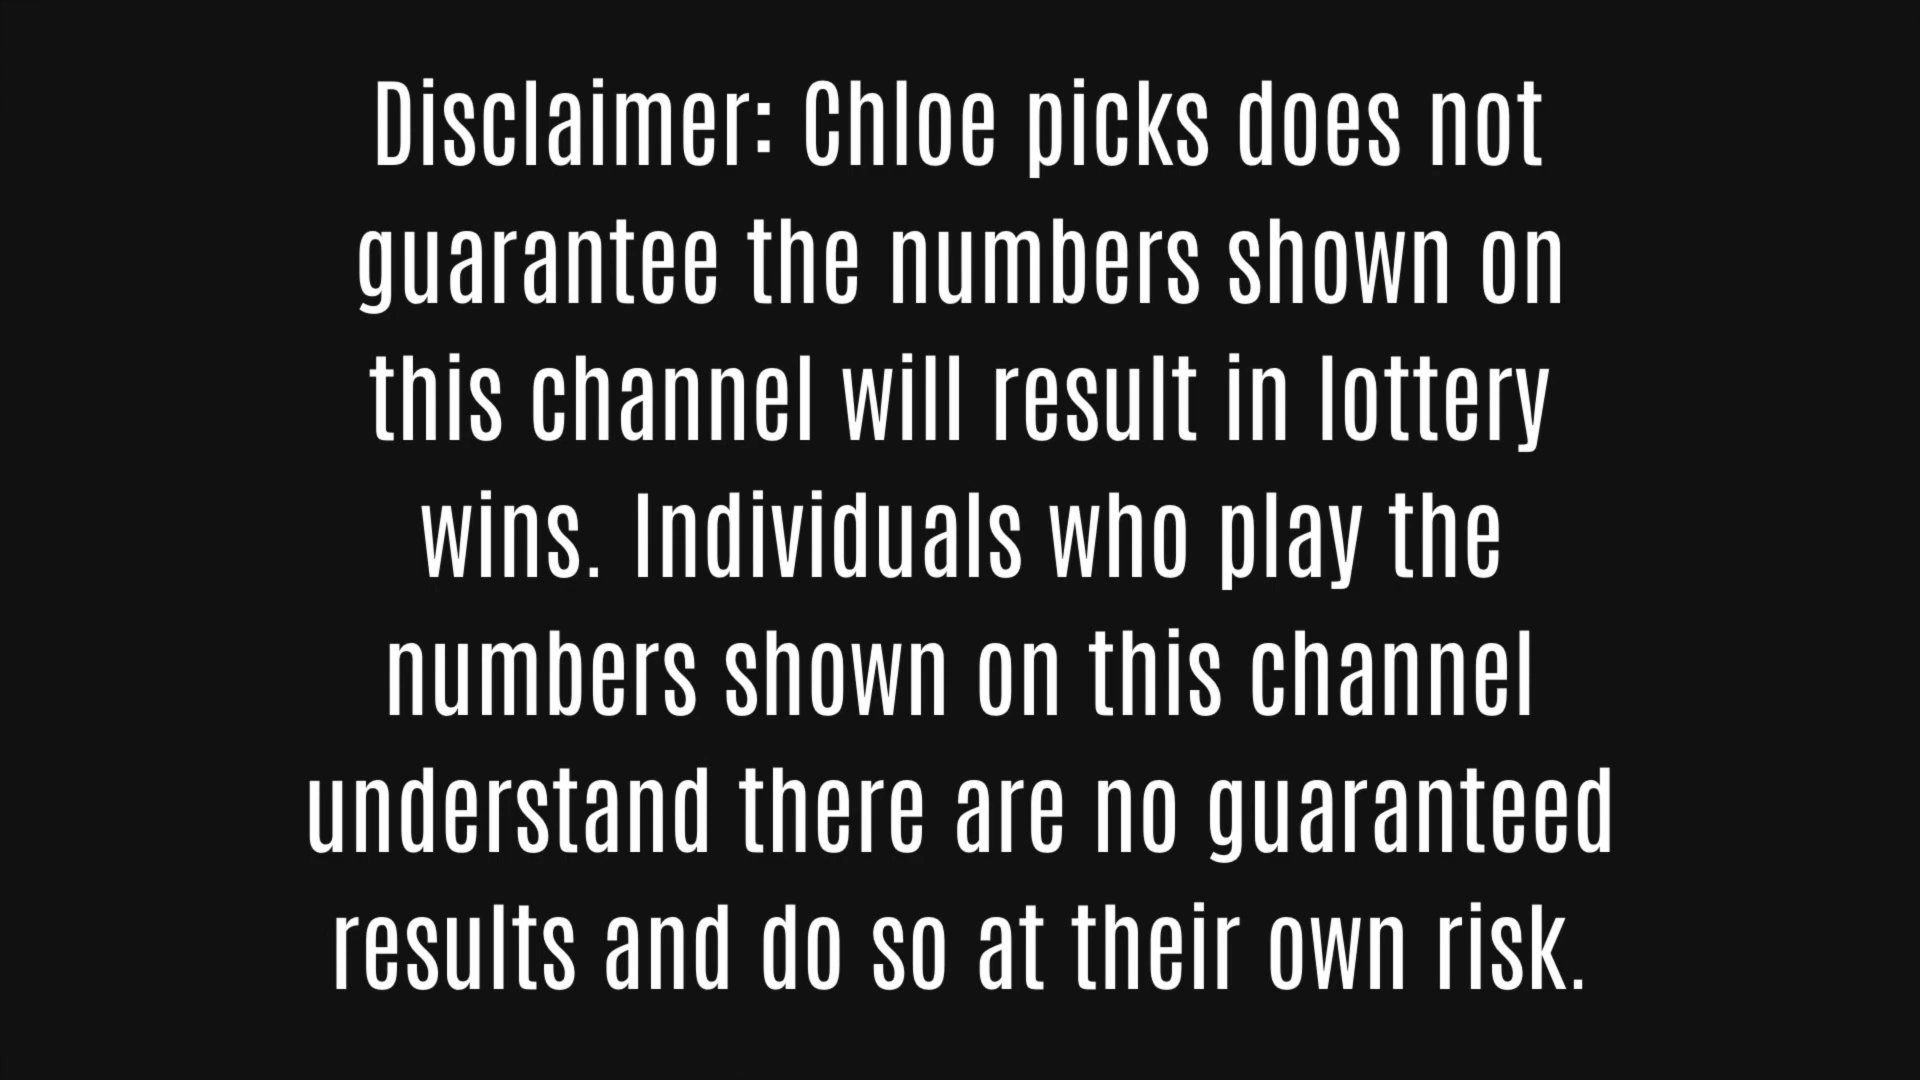 Disclaimer: Chloe picks does not
guarantee the numbers shown on
this channel will result in lottery
wins. Individuals who play the
numbers shown on this channel
understand there are no guaranteed
results and do so at their own risk.